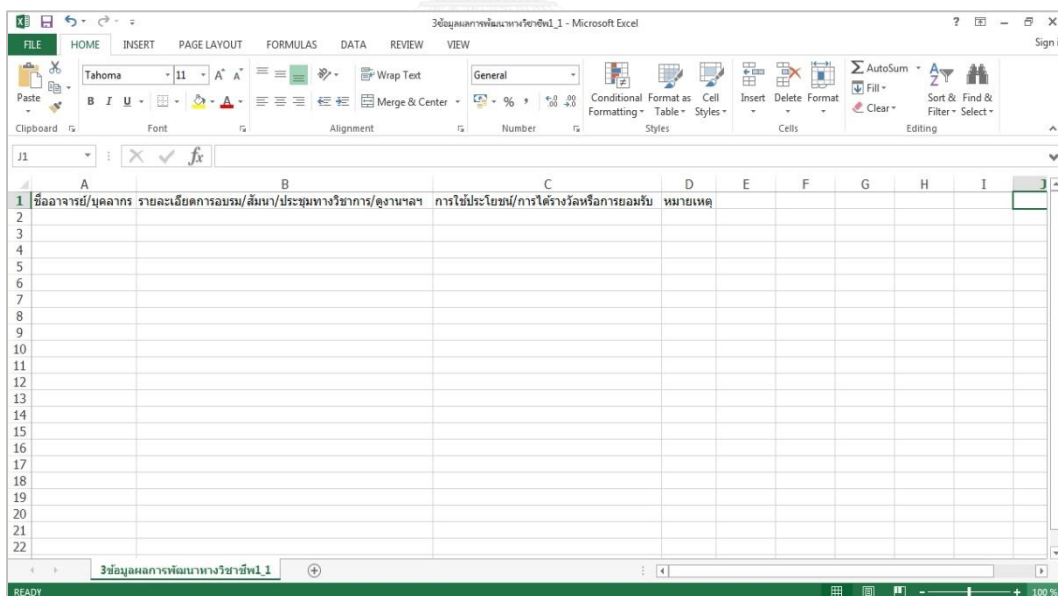 3ข้อมูลผลการพัฒนาทางวิชาชีพ1_1 - Microsoft Excel
FILE HOME INSERT PAGE LAYOUT FORMULAS DATA REVIEW VIEW Sign i
Paste
Tahoma 11 A A
B I U A
Wrap Text
Merge & Center
General
% , .0 .00
Conditional Formatting Format as Table Cell Styles
Insert Delete Format
AutoSum
Fill
Clear
Sort & Filter Find & Select
Clipboard Font Alignment Number Styles Cells Editing
J1 fx
A B C D E F G H I J
1 ชื่ออาจารย์/บุคลากร รายละเอียดการอบรม/สัมนา/ประชุมทางวิชาการ/ดูงานฯลฯ การใช้ประโยชน์/การได้รางวัลหรือการยอมรับ หมายเหตุ
2
3
4
5
6
7
8
9
10
11
12
13
14
15
16
17
18
19
20
21
22
3ข้อมูลผลการพัฒนาทางวิชาชีพ1_1
READY 100 %